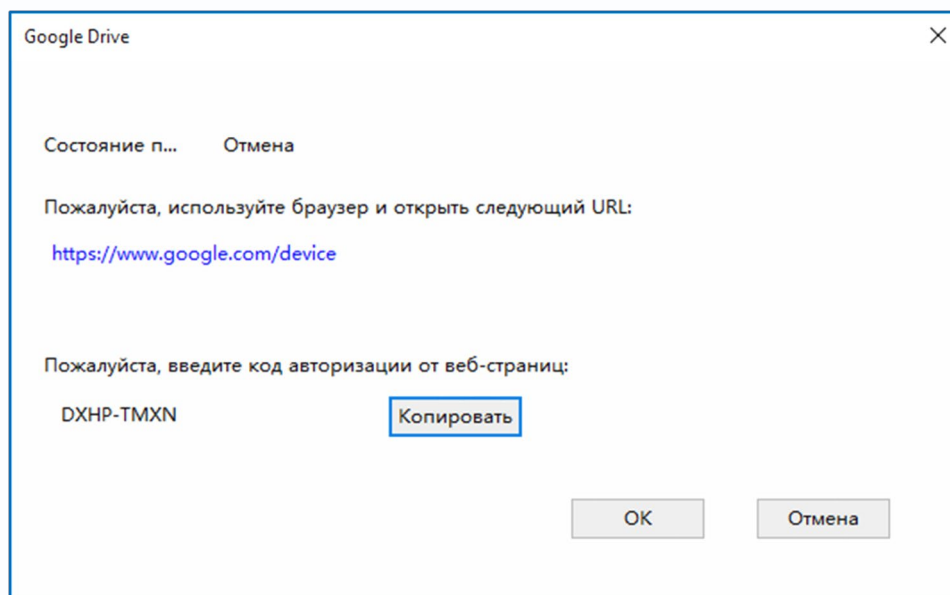 Google Drive
Состояние п... Отмена
Пожалуйста, используйте браузер и открыть следующий URL:
https://www.google.com/device
Пожалуйста, введите код авторизации от веб-страниц:
DXHP-TMXN Копировать
OK Отмена